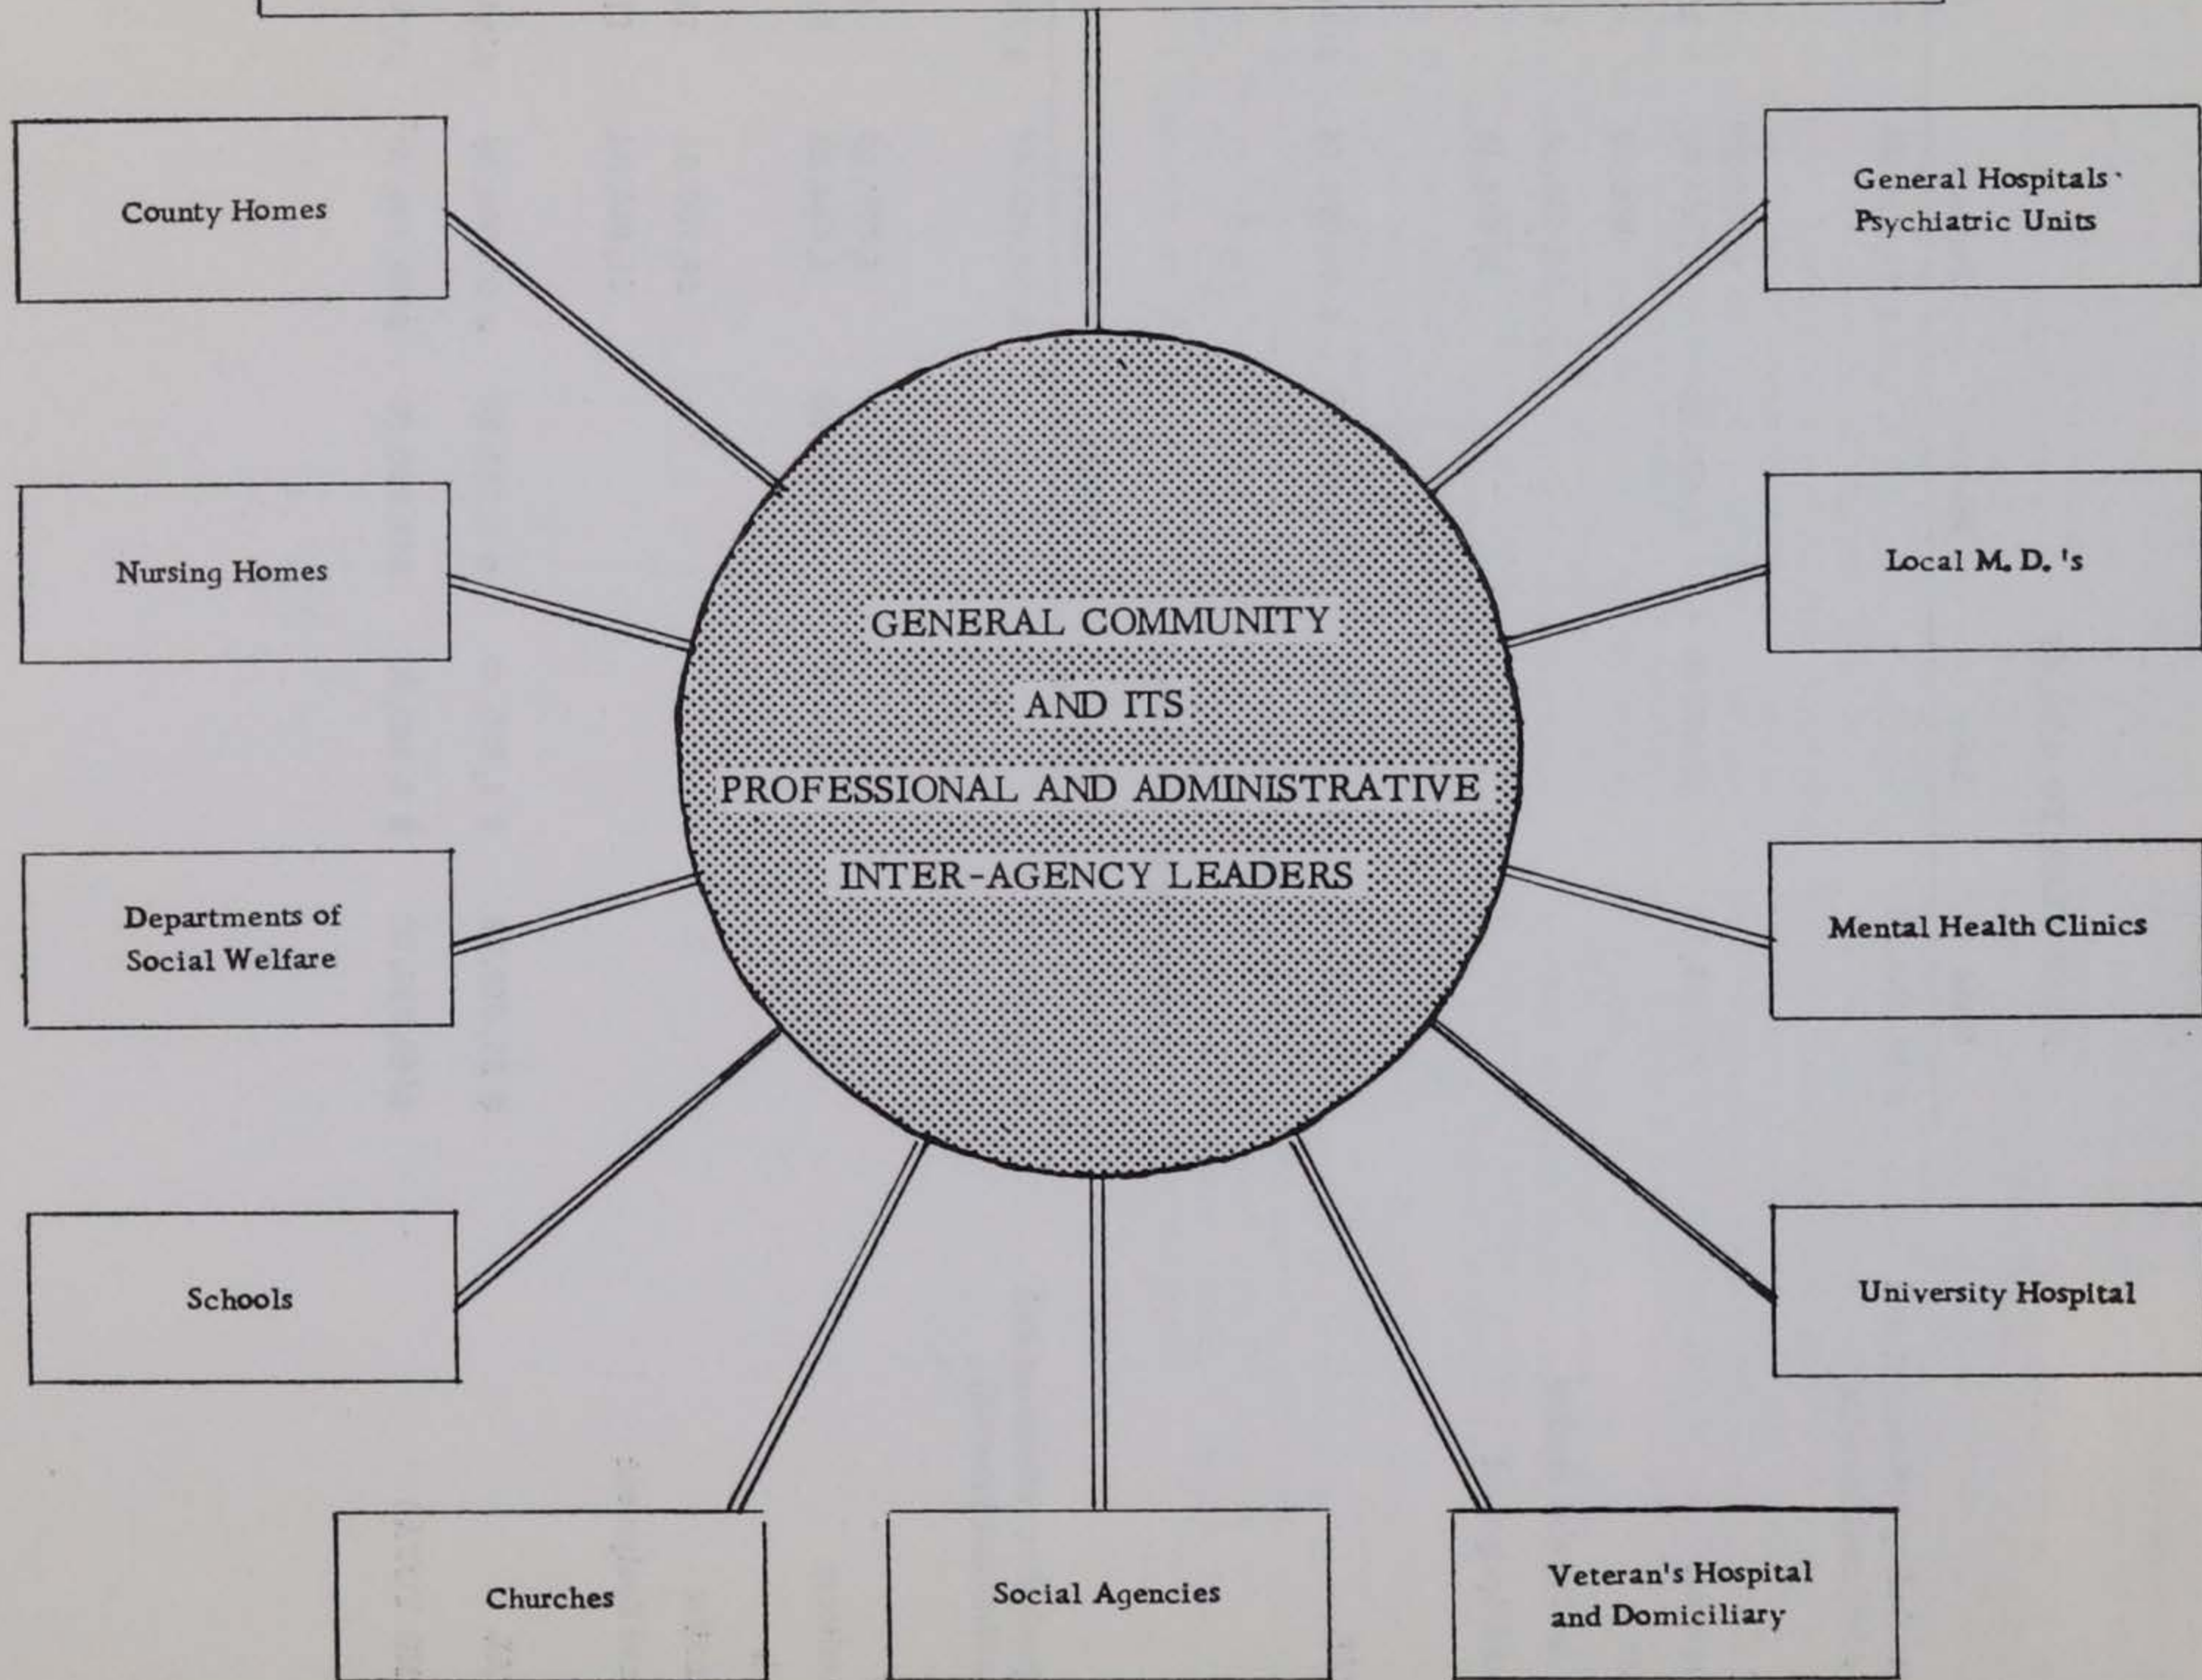 County Homes
General Hospitals
Psychiatric Units
Nursing Homes
Local M. D. 's
GENERAL COMMUNITY
AND ITS
PROFESSIONAL AND ADMINISTRATIVE
INTER-AGENCY LEADERS
Departments of
Social Welfare
Mental Health Clinics
Schools
University Hospital
Churches
Social Agencies
Veteran's Hospital
and Domiciliary